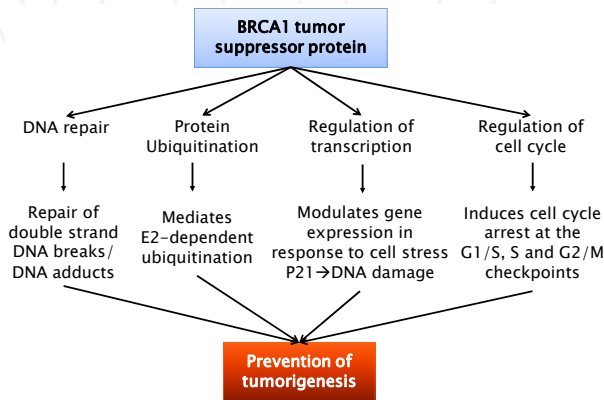 BRCA1 tumor
suppressor protein
DNA repair
Protein
Ubiquitination
Regulation of
transcription
Regulation of
cell cycle
Repair of
double strand
DNA breaks/
DNA adducts
Mediates
E2-dependent
ubiquitination
Modulates gene
expression in
response to cell stress
P21→DNA damage
Induces cell cycle
arrest at the
G1/S, S and G2/M
checkpoints
Prevention of
tumorigenesis